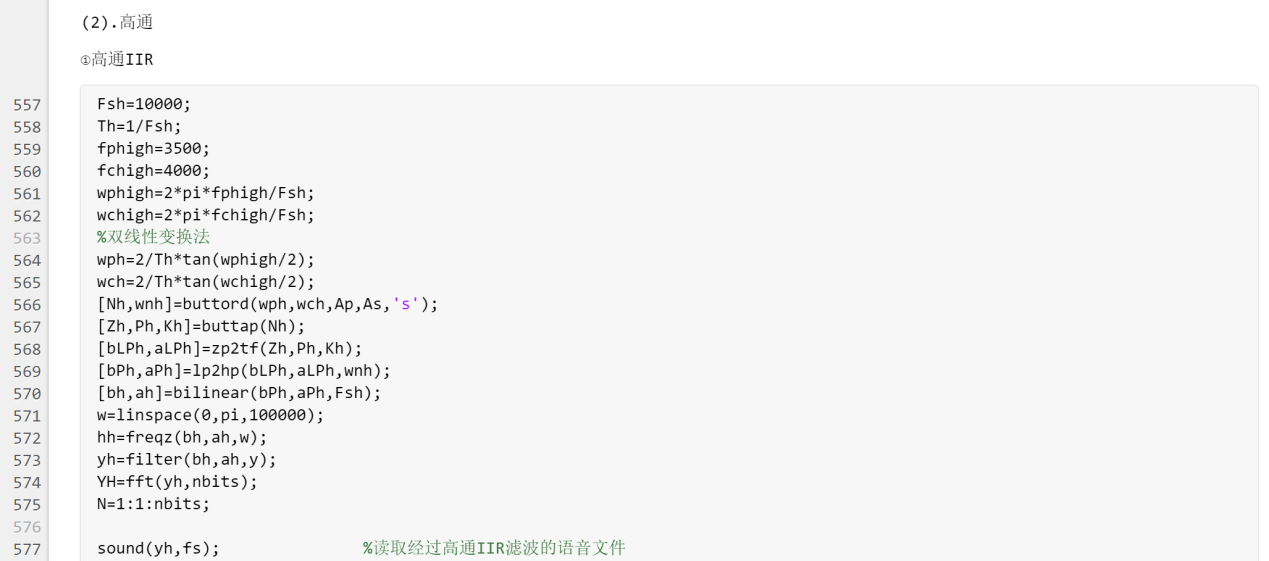 (2).高通
①高通IIR
557 Fsh=10000;
558 Th=1/Fsh;
559 fphigh=3500;
560 fchigh=4000;
561 wphigh=2*pi*fphigh/Fsh;
562 wchigh=2*pi*fchigh/Fsh;
563 %双线性变换法
564 wph=2/Th*tan(wphigh/2);
565 wch=2/Th*tan(wchigh/2);
566 [Nh,wnh]=buttord(wph,wch,Ap,As,'s');
567 [Zh,Ph,Kh]=buttap(Nh);
568 [bLPh,aLPh]=zp2tf(Zh,Ph,Kh);
569 [bPh,aPh]=lp2hp(bLPh,aLPh,wnh);
570 [bh,ah]=bilinear(bPh,aPh,Fsh);
571 w=linspace(0,pi,100000);
572 hh=freqz(bh,ah,w);
573 yh=filter(bh,ah,y);
574 YH=fft(yh,nbits);
575 N=1:1:nbits;
576
577 sound(yh,fs); %读取经过高通IIR滤波的语音文件